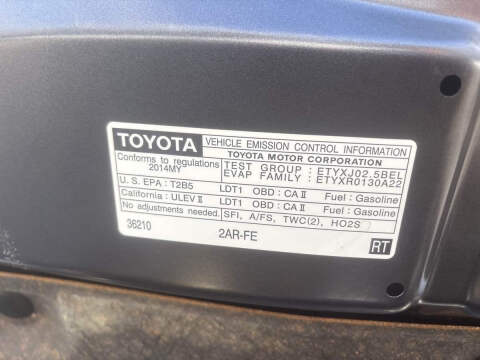 TOYOTA VEHICLE EMISSION CONTROL INFORMATION
Conforms to regulations TOYOTA MOTOR CORPORATION
2014MY TEST GROUP : ETYXJ02.5BEL
EVAP FAMILY : ETYXR0130A22
U.S. EPA : T2B5 LDT1 OBD : CA II Fuel : Gasoline
California : ULEV II LDT1 OBD : CA II Fuel : Gasoline
No adjustments needed. SFI, A/FS, TWC(2), HO2S
36210 2AR-FE RT